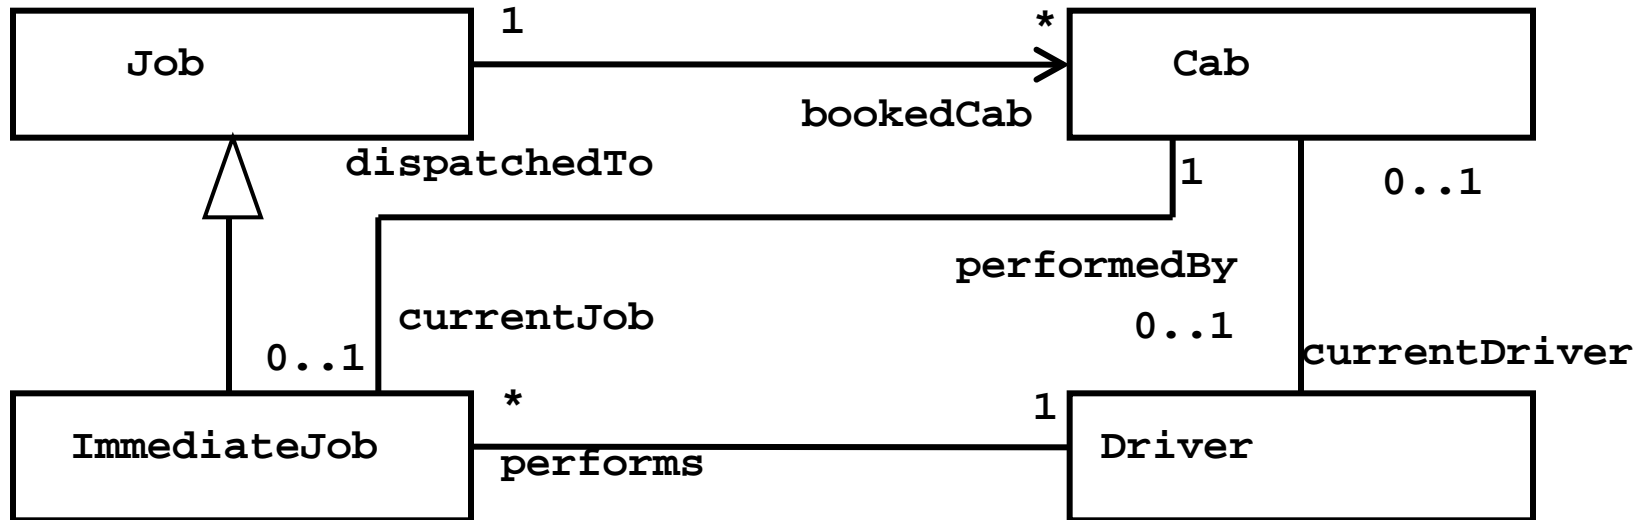 1
*
Job
Cab
bookedCab
dispatchedTo
1
0..1
performedBy
currentJob
0..1
currentDriver
0..1
*
1
ImmediateJob
Driver
performs